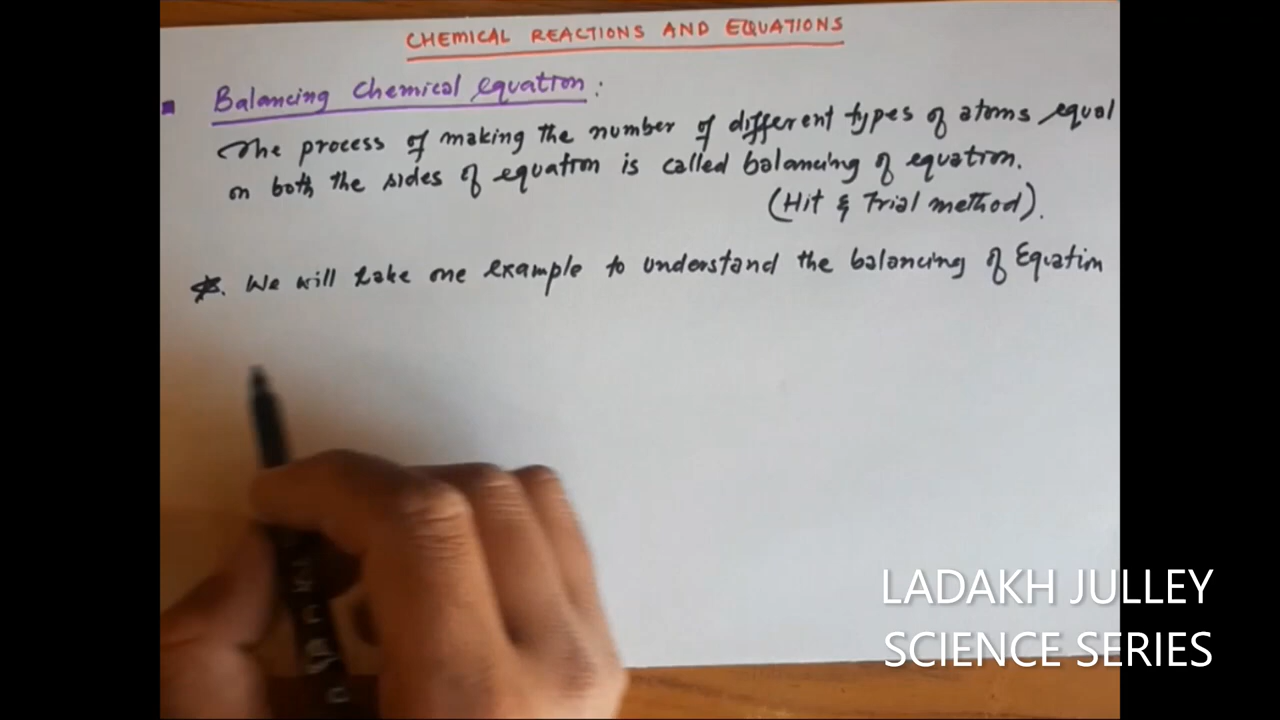 CHEMICAL REACTIONS AND EQUATIONS
Balancing Chemical equation:
The process of making the number of different types of atoms equal
on both the sides of equation is called balancing of equation.
(Hit & Trial method).
We will take one example to understand the balancing of Equation
LADAKH JULLEY
SCIENCE SERIES